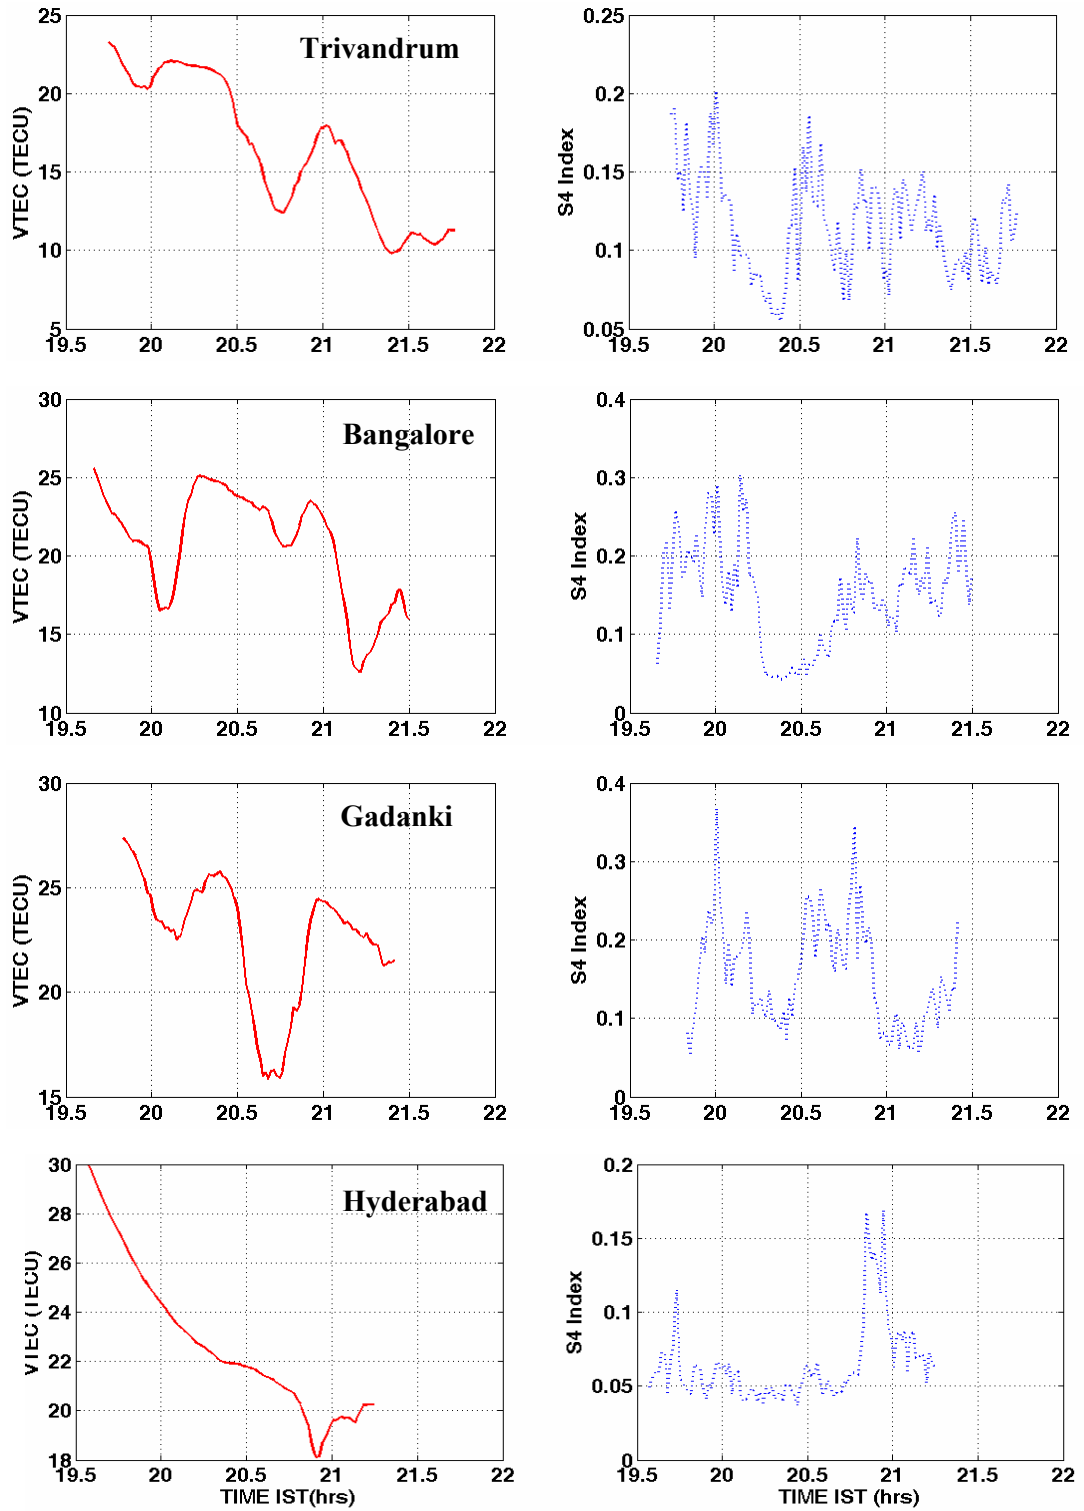 25
Trivandrum
20
15
10
5
VTEC (TECU)
19.5 20 20.5 21 21.5 22
0.25
0.2
0.15
0.1
0.05
S4 Index
19.5 20 20.5 21 21.5 22
30
Bangalore
25
20
15
10
VTEC (TECU)
19.5 20 20.5 21 21.5 22
0.4
0.3
0.2
0.1
0
S4 Index
19.5 20 20.5 21 21.5 22
30
Gadanki
25
20
15
VTEC (TECU)
19.5 20 20.5 21 21.5 22
0.4
0.3
0.2
0.1
0
S4 Index
19.5 20 20.5 21 21.5 22
30
Hyderabad
28
26
24
22
20
18
VTEC (TECU)
19.5 20 20.5 21 21.5 22
TIME IST(hrs)
0.2
0.15
0.1
0.05
0
S4 Index
19.5 20 20.5 21 21.5 22
TIME IST (hrs)